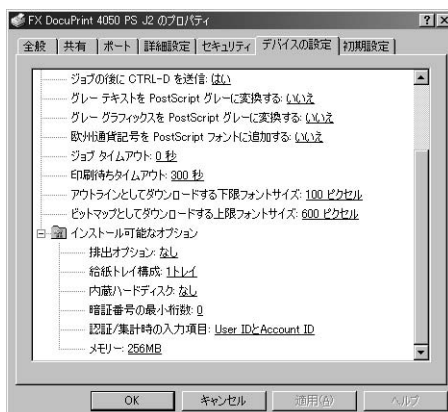 FX DocuPrint 4050 PS J2 のプロパティ
全般 共有 ポート 詳細設定 セキュリティ デバイスの設定 初期設定
ジョブの後に CTRL-D を送信: はい
グレー テキストを PostScript グレーに変換する: いいえ
グレー グラフィックスを PostScript グレーに変換する: いいえ
欧州通貨記号を PostScript フォントに追加する: いいえ
ジョブ タイムアウト: 0 秒
印刷待ちタイムアウト: 300 秒
アウトラインとしてダウンロードする下限フォントサイズ: 100 ピクセル
ビットマップとしてダウンロードする上限フォントサイズ: 600 ピクセル
インストール可能なオプション
排出オプション: なし
給紙トレイ構成: 1トレイ
内蔵ハードディスク: なし
暗証番号の最小桁数: 0
認証/集計時の入力項目: User IDとAccount ID
メモリー: 256MB
OK キャンセル 適用(A) ヘルプ